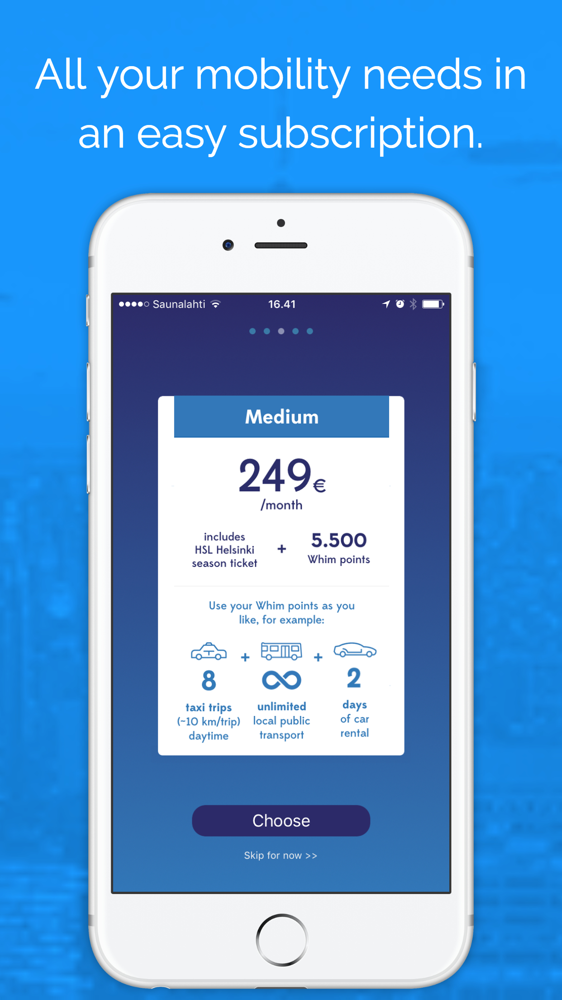 All your mobility needs in
an easy subscription.
Saunalahti 16.41
Medium
249€
/month
includes
HSL Helsinki
season ticket
+
5.500
Whim points
Use your Whim points as you
like, for example:
8
taxi trips
(~10 km/trip)
daytime
+
∞
unlimited
local public
transport
+
2
days
of car
rental
Choose
Skip for now >>